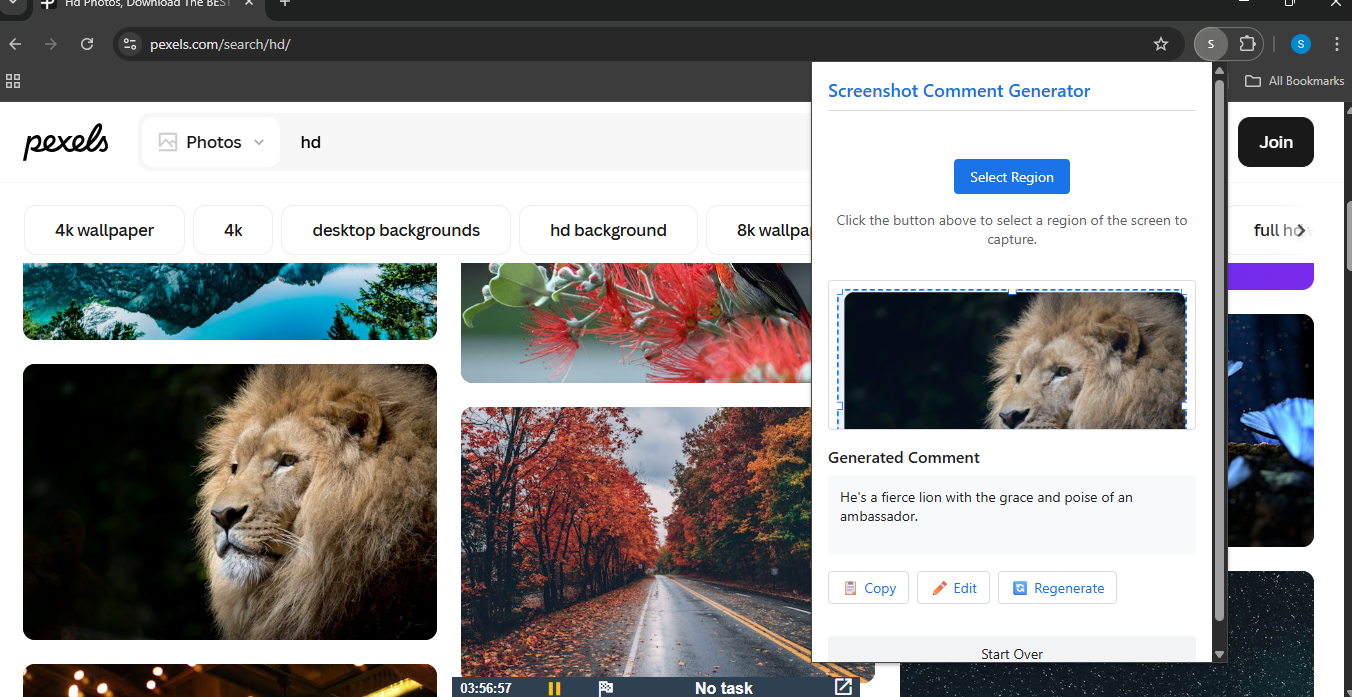 Hd Photos, Download The BEST
pexels.com/search/hd/
S
S
All Bookmarks
pexels
Photos
hd
Join
4k wallpaper
4k
desktop backgrounds
hd background
8k
full
Screenshot Comment Generator
Select Region
Click the button above to select a region of the screen to
capture.
Generated Comment
He's a fierce lion with the grace and poise of an
ambassador.
Copy
Edit
Regenerate
Start Over
03:56:57
No task